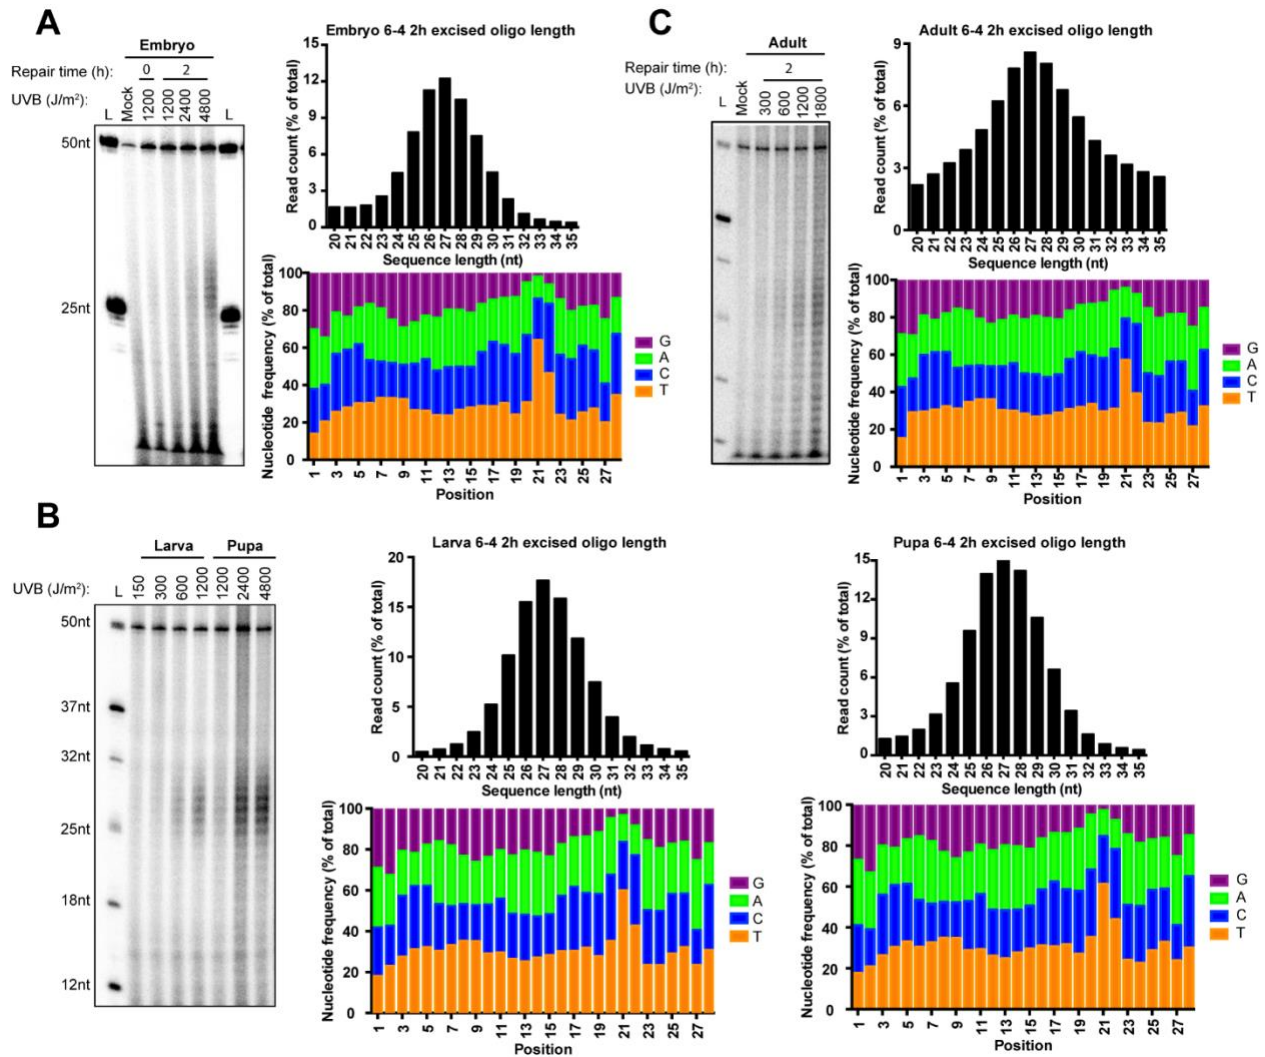 A
Embryo
Repair time (h): 0 2
UVB (J/m²):
L Mock 1200 1200 2400 4800 L
50nt
25nt
Embryo 6-4 2h excised oligo length
Read count (% of total)
15
12
9
6
3
0
20 21 22 23 24 25 26 27 28 29 30 31 32 33 34 35
Sequence length (nt)
Nucleotide frequency (% of total)
100
80
60
40
20
0
1 3 5 7 9 11 13 15 17 19 21 23 25 27
Position
G
A
C
T
C
Adult
Repair time (h): 2
UVB (J/m²):
L Mock 300 600 1200 1800
Adult 6-4 2h excised oligo length
Read count (% of total)
9
6
3
0
20 21 22 23 24 25 26 27 28 29 30 31 32 33 34 35
Sequence length (nt)
Nucleotide frequency (% of total)
100
80
60
40
20
0
1 3 5 7 9 11 13 15 17 19 21 23 25 27
Position
G
A
C
T
B
Larva Pupa
UVB (J/m²): L 150 300 600 1200 1200 2400 4800
50nt
37nt
32nt
25nt
18nt
12nt
Larva 6-4 2h excised oligo length
Read count (% of total)
20
15
10
5
0
20 21 22 23 24 25 26 27 28 29 30 31 32 33 34 35
Sequence length (nt)
Nucleotide frequency (% of total)
100
80
60
40
20
0
1 3 5 7 9 11 13 15 17 19 21 23 25 27
Position
G
A
C
T
Pupa 6-4 2h excised oligo length
Read count (% of total)
15
12
9
6
3
0
20 21 22 23 24 25 26 27 28 29 30 31 32 33 34 35
Sequence length (nt)
Nucleotide frequency (% of total)
100
80
60
40
20
0
1 3 5 7 9 11 13 15 17 19 21 23 25 27
Position
G
A
C
T